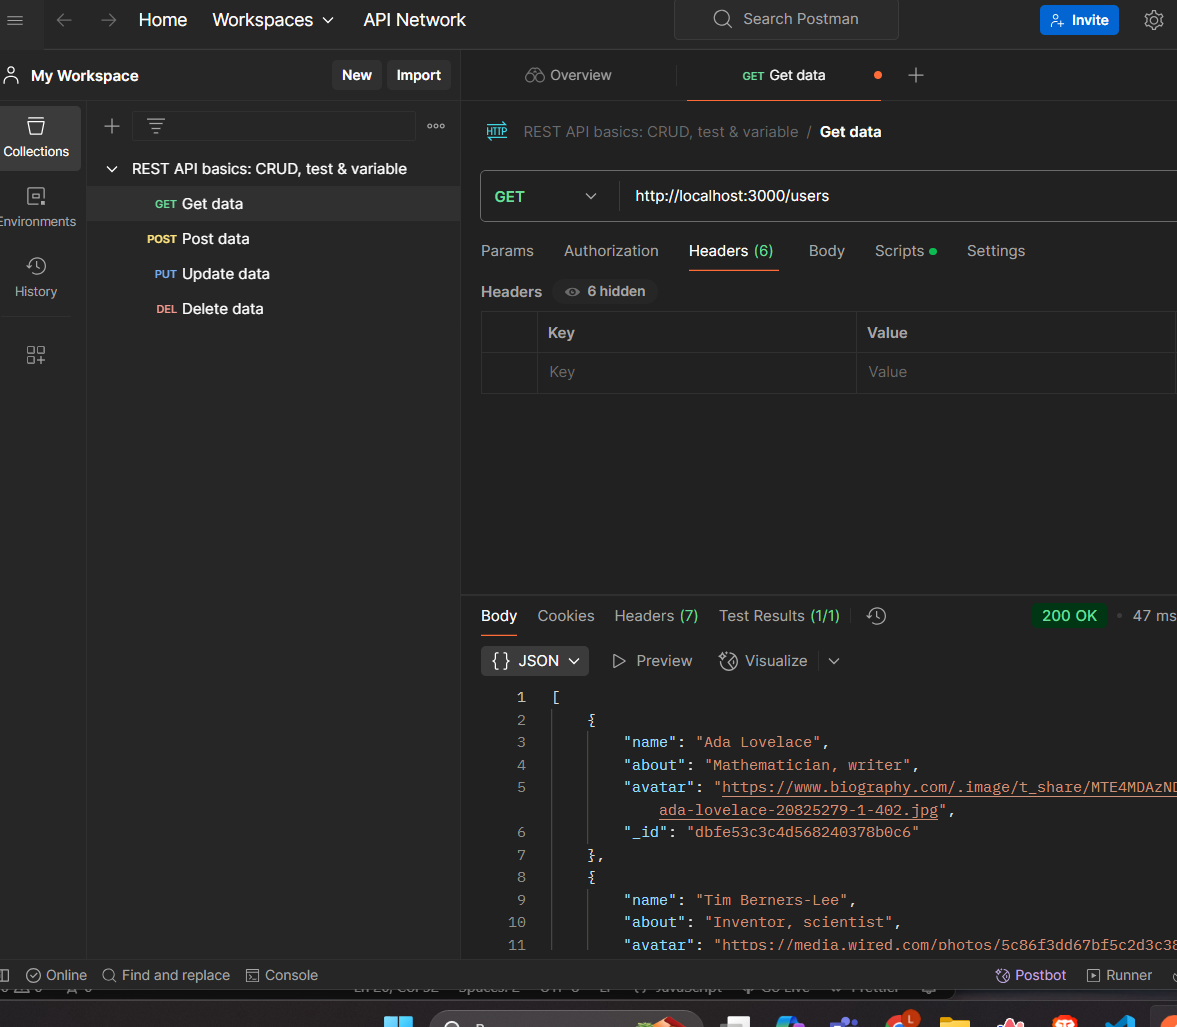 Home Workspaces API Network Search Postman Invite
My Workspace New Import Overview GET Get data
Collections
HTTP REST API basics: CRUD, test & variable / Get data
REST API basics: CRUD, test & variable
GET Get data
POST Post data
PUT Update data
DEL Delete data
Environments
History
GET http://localhost:3000/users
Params Authorization Headers (6) Body Scripts Settings
Headers 6 hidden
Key Value
Key Value
Body Cookies Headers (7) Test Results (1/1) 200 OK • 47 ms
{} JSON Preview Visualize
1 [
2 {
3 "name": "Ada Lovelace",
4 "about": "Mathematician, writer",
5 "avatar": "https://www.biography.com/.image/t_share/MTE4MDAzND
ada-lovelace-20825279-1-402.jpg",
6 "_id": "dbfe53c3c4d568240378b0c6"
7 },
8 {
9 "name": "Tim Berners-Lee",
10 "about": "Inventor, scientist",
11 "avatar": "https://media.wired.com/photos/5c86f3dd67bf5c2d3c38
Online Find and replace Console Postbot Runner